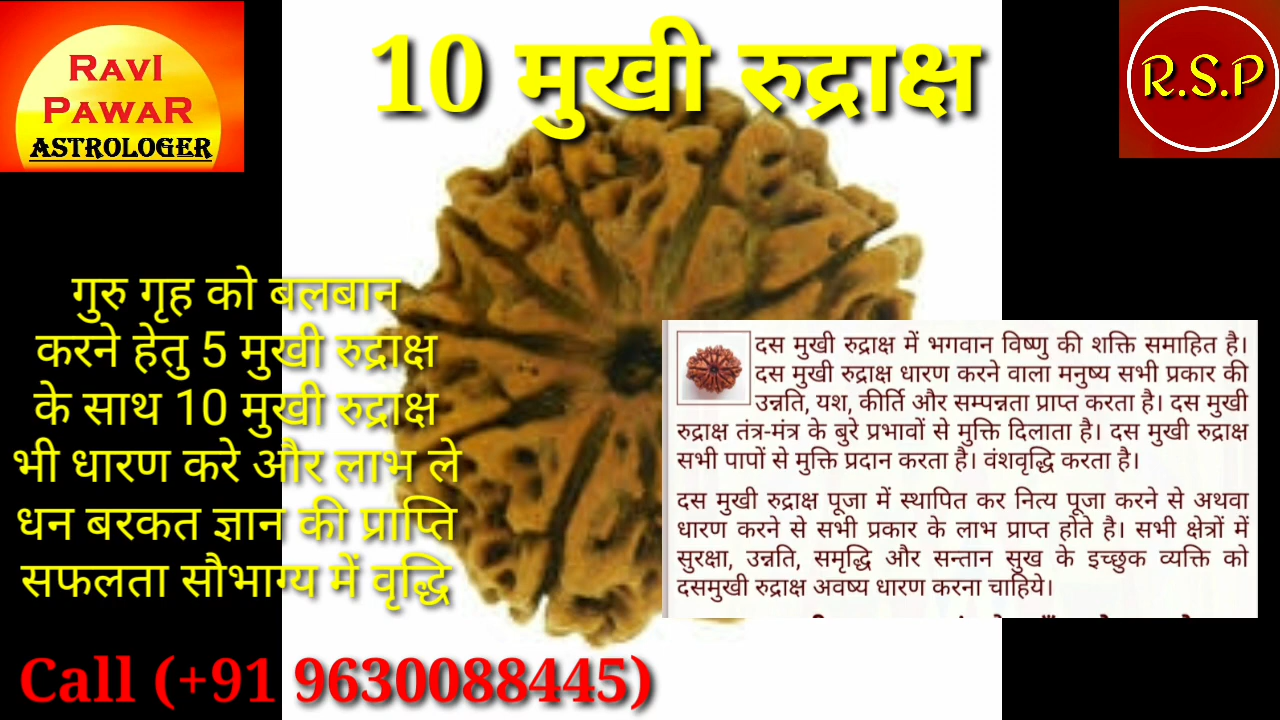 RAVI
PAWAR
ASTROLOGER
10 मुखी रुद्राक्ष
R.S.P
गुरु गृह को बलबान
करने हेतु 5 मुखी रुद्राक्ष
के साथ 10 मुखी रुद्राक्ष
भी धारण करे और लाभ ले
धन बरकत ज्ञान की प्राप्ति
सफलता सौभाग्य में वृद्धि
दस मुखी रुद्राक्ष में भगवान विष्णु की शक्ति समाहित है।
दस मुखी रुद्राक्ष धारण करने वाला मनुष्य सभी प्रकार की
उन्नति, यश, कीर्ति और सम्पन्नता प्राप्त करता है। दस मुखी
रुद्राक्ष तंत्र-मंत्र के बुरे प्रभावों से मुक्ति दिलाता है। दस मुखी रुद्राक्ष
सभी पापों से मुक्ति प्रदान करता है। वंशवृद्धि करता है।
दस मुखी रुद्राक्ष पूजा में स्थापित कर नित्य पूजा करने से अथवा
धारण करने से सभी प्रकार के लाभ प्राप्त होते है। सभी क्षेत्रों में
सुरक्षा, उन्नति, समृद्धि और सन्तान सुख के इच्छुक व्यक्ति को
दसमुखी रुद्राक्ष अवष्य धारण करना चाहिये।
Call (+91 9630088445)